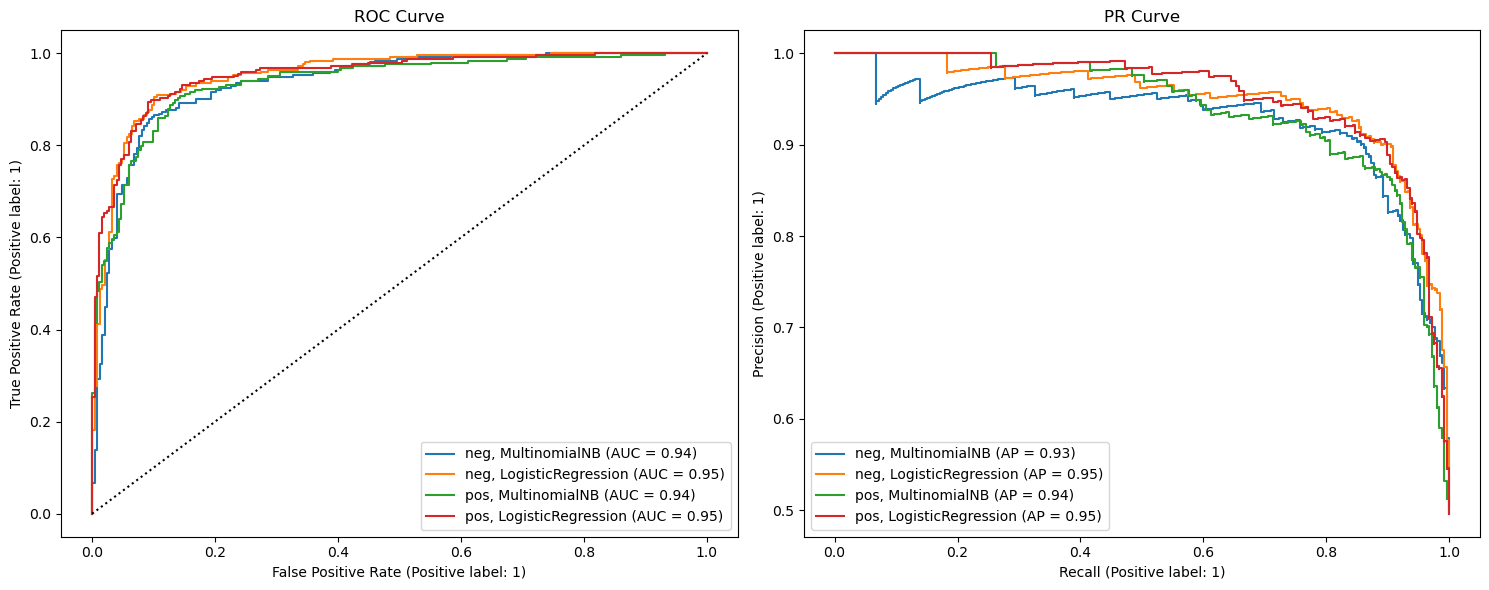 ROC Curve
True Positive Rate (Positive label: 1)
1.0
0.8
0.6
0.4
0.2
0.0
neg, MultinomialNB (AUC = 0.94)
neg, LogisticRegression (AUC = 0.95)
pos, MultinomialNB (AUC = 0.94)
pos, LogisticRegression (AUC = 0.95)
0.0 0.2 0.4 0.6 0.8 1.0
False Positive Rate (Positive label: 1)
PR Curve
Precision (Positive label: 1)
1.0
0.9
0.8
0.7
0.6
0.5
neg, MultinomialNB (AP = 0.93)
neg, LogisticRegression (AP = 0.95)
pos, MultinomialNB (AP = 0.94)
pos, LogisticRegression (AP = 0.95)
0.0 0.2 0.4 0.6 0.8 1.0
Recall (Positive label: 1)